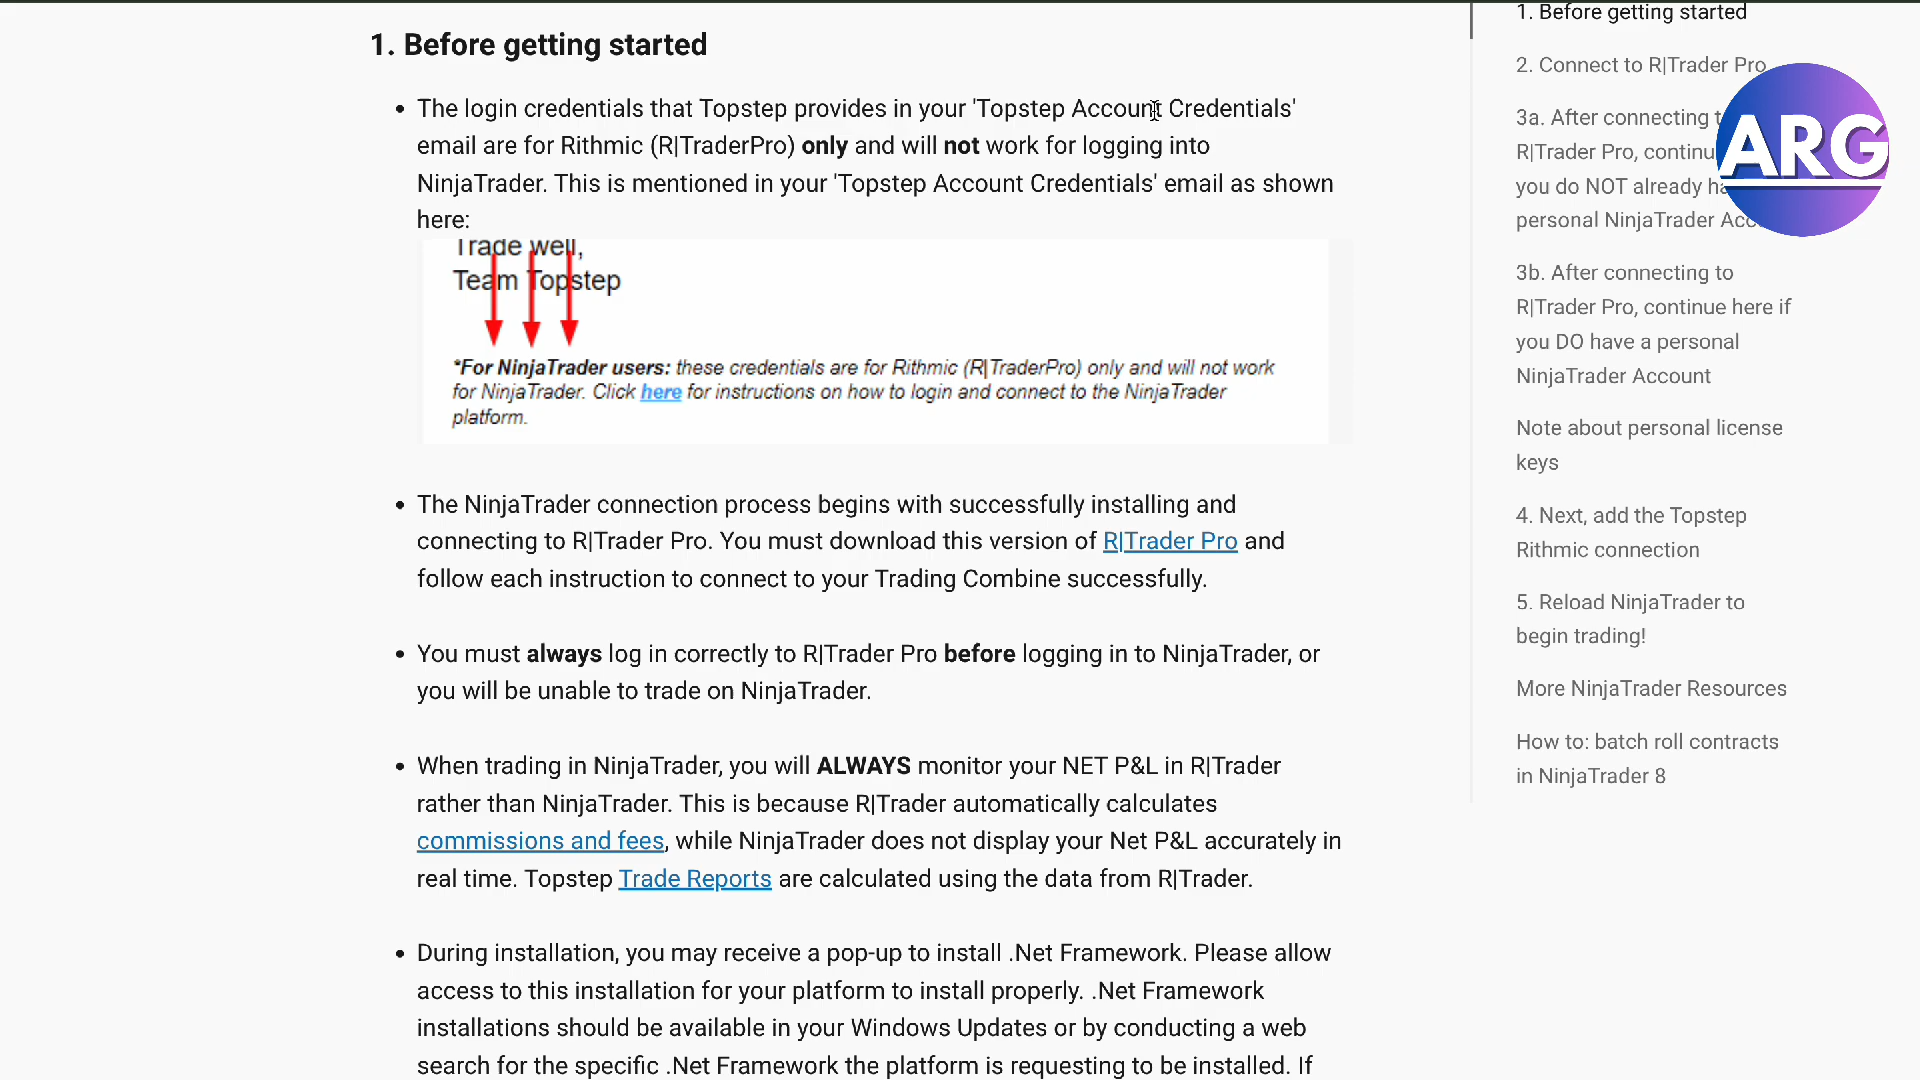 1. Before getting started
• The login credentials that Topstep provides in your 'Topstep Account Credentials'
email are for Rithmic (R|TraderPro) only and will not work for logging into
NinjaTrader. This is mentioned in your 'Topstep Account Credentials' email as shown
here:
Trade well,
Team Topstep
*For NinjaTrader users: these credentials are for Rithmic (R|TraderPro) only and will not work
for NinjaTrader. Click here for instructions on how to login and connect to the NinjaTrader
platform.
• The NinjaTrader connection process begins with successfully installing and
connecting to R|Trader Pro. You must download this version of R|Trader Pro and
follow each instruction to connect to your Trading Combine successfully.
• You must always log in correctly to R|Trader Pro before logging in to NinjaTrader, or
you will be unable to trade on NinjaTrader.
• When trading in NinjaTrader, you will ALWAYS monitor your NET P&L in R|Trader
rather than NinjaTrader. This is because R|Trader automatically calculates
commissions and fees, while NinjaTrader does not display your Net P&L accurately in
real time. Topstep Trade Reports are calculated using the data from R|Trader.
• During installation, you may receive a pop-up to install .Net Framework. Please allow
access to this installation for your platform to install properly. .Net Framework
installations should be available in your Windows Updates or by conducting a web
search for the specific .Net Framework the platform is requesting to be installed. If
1. Before getting started
2. Connect to R|Trader Pro
3a. After connecting
R|Trader Pro,
you do NOT already
personal NinjaTrader
3b. After connecting to
R|Trader Pro, continue here if
you DO have a personal
NinjaTrader Account
Note about personal license
keys
4. Next, add the Topstep
Rithmic connection
5. Reload NinjaTrader to
begin trading!
More NinjaTrader Resources
How to: batch roll contracts
in NinjaTrader 8
ARG